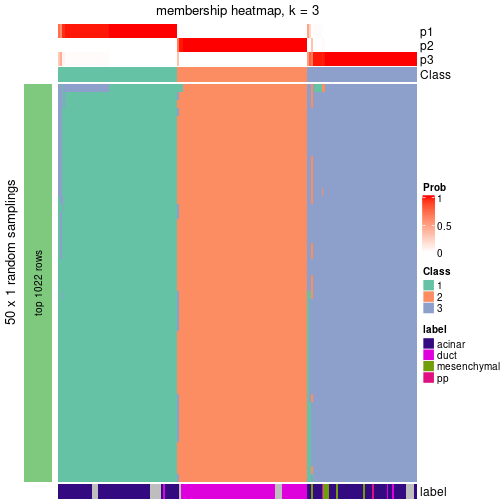 membership heatmap, k = 3
p1
p2
p3
Class
50 x 1 random samplings
top 1022 rows
Prob
1
0.5
0
Class
1
2
3
label
acinar
duct
mesenchymal
pp
label